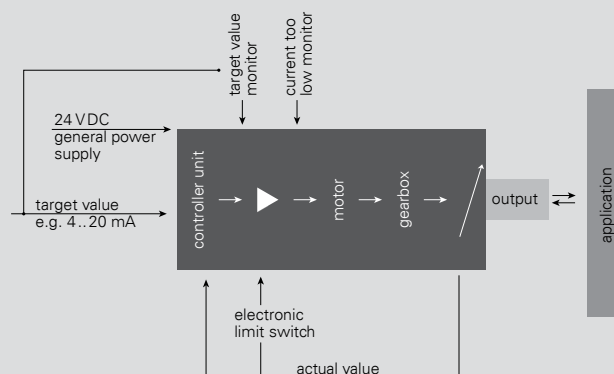 target value
monitor
current too
low monitor
24 VDC
general power
supply
target value
e.g. 4..20 mA
controller unit
motor
gearbox
output
application
electronic
limit switch
actual value